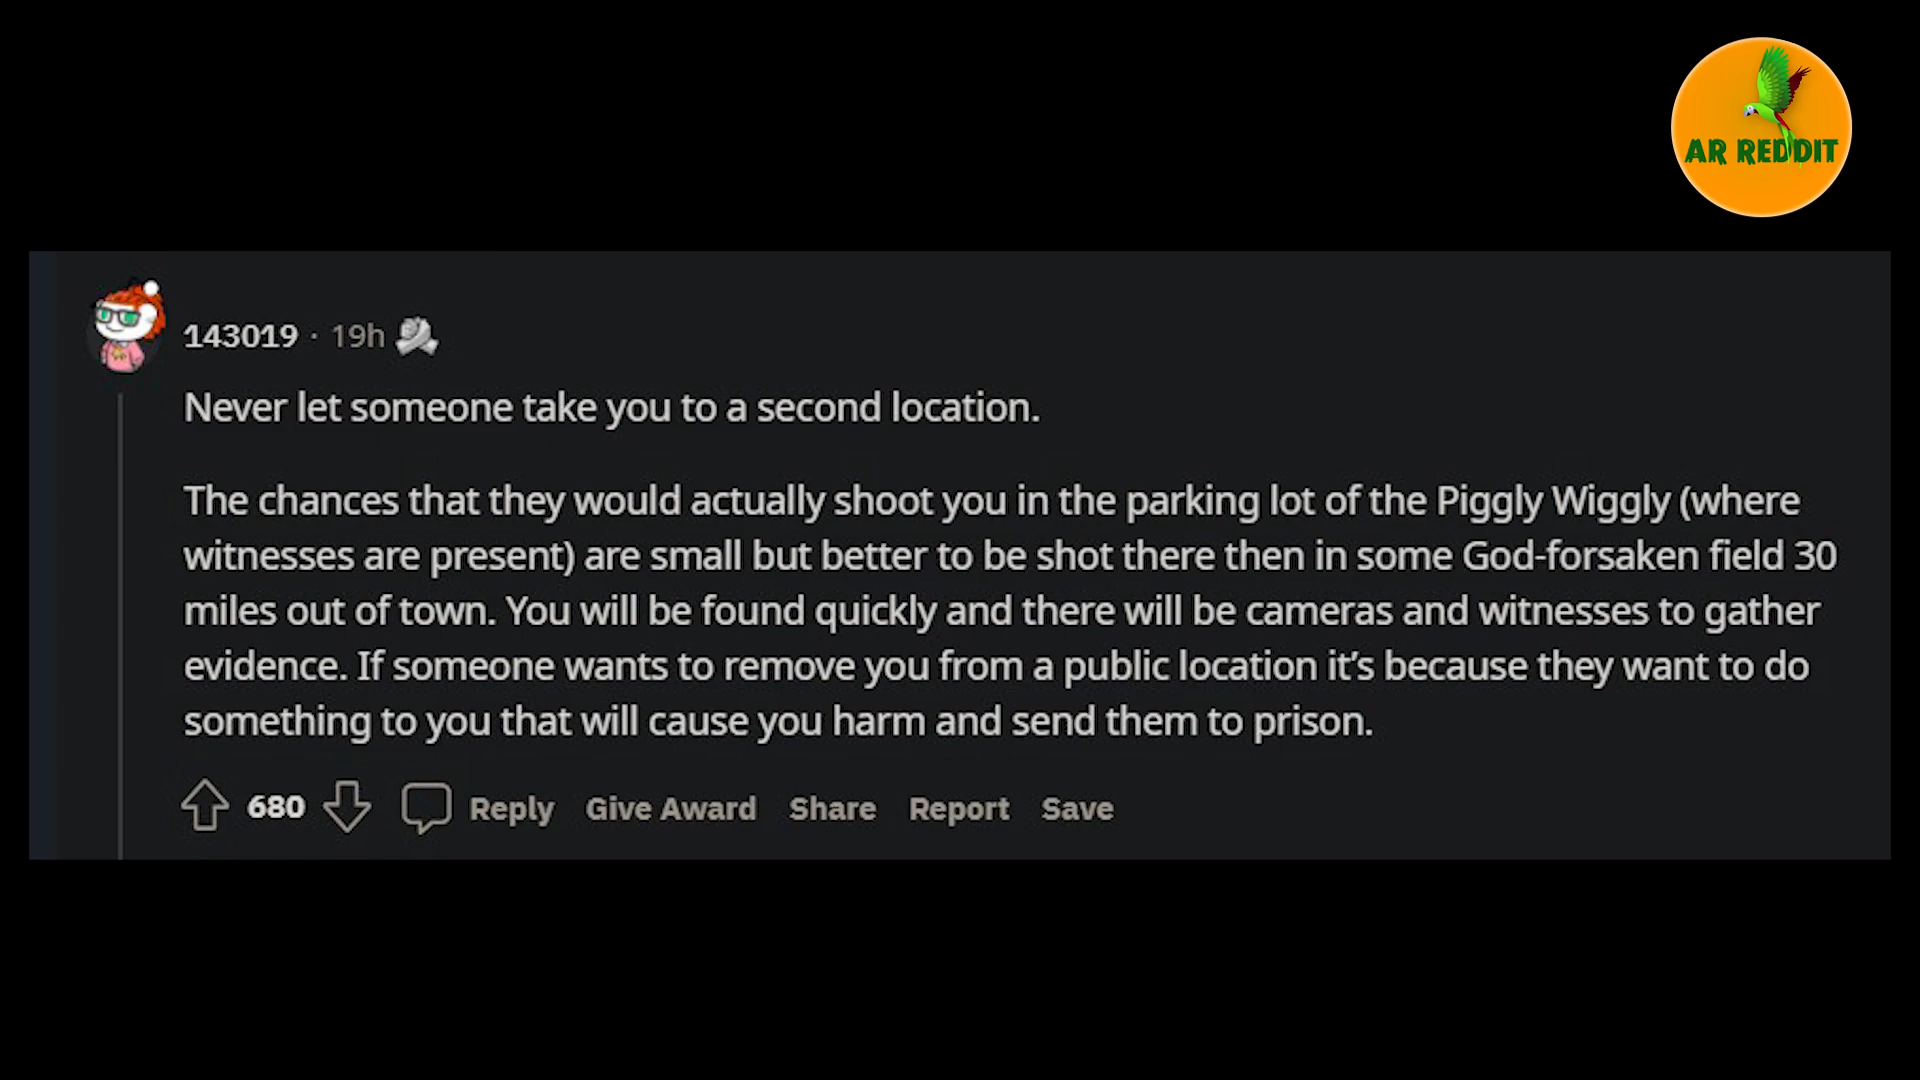 AR REDDIT
143019 · 19h
Never let someone take you to a second location.
The chances that they would actually shoot you in the parking lot of the Piggly Wiggly (where
witnesses are present) are small but better to be shot there then in some God-forsaken field 30
miles out of town. You will be found quickly and there will be cameras and witnesses to gather
evidence. If someone wants to remove you from a public location it’s because they want to do
something to you that will cause you harm and send them to prison.
680 Reply Give Award Share Report Save